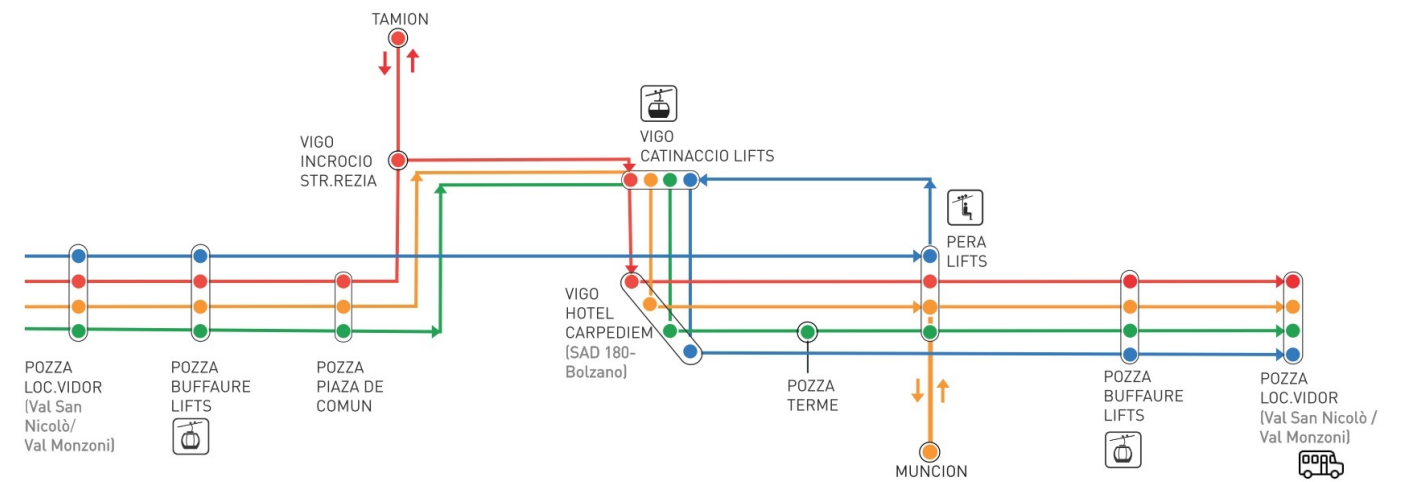 TAMION
VIGO
INCROCIO
STR.REZIA
VIGO
CATINACCIO LIFTS
PERA
LIFTS
VIGO
HOTEL
CARPEDIEM
(SAD 180-
Bolzano)
POZZA
LOC.VIDOR
(Val San
Nicolò/
Val Monzoni)
POZZA
BUFFAURE
LIFTS
POZZA
PIAZA DE
COMUN
POZZA
TERME
MUNCION
POZZA
BUFFAURE
LIFTS
POZZA
LOC.VIDOR
(Val San Nicolò /
Val Monzoni)